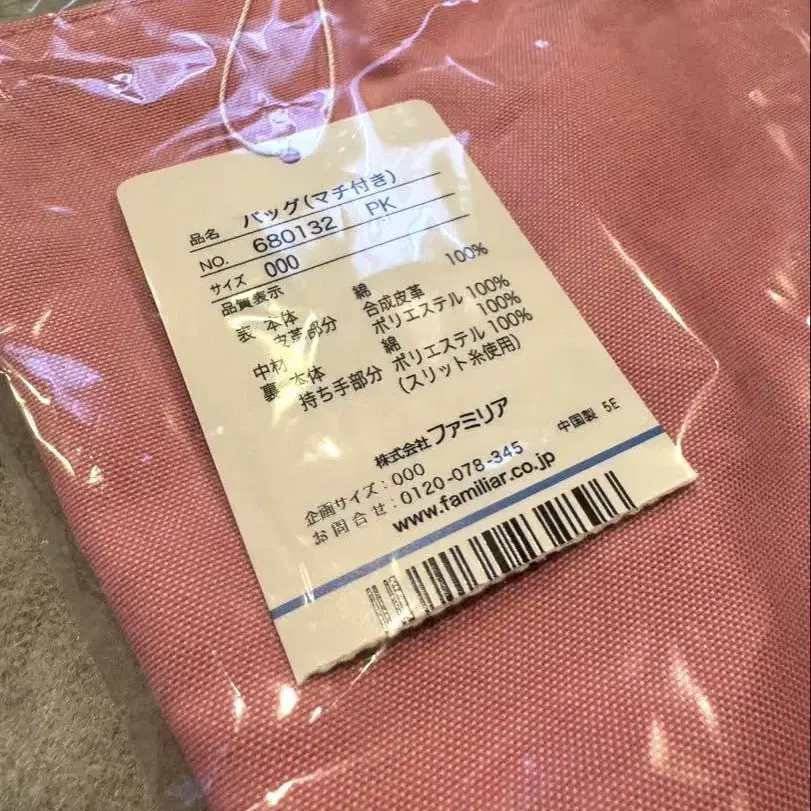 品名 バッグ(マチ付き)
NO. 680132 PK
サイズ 000
品質表示
表 本体 綿 100%
皮革部分 合成皮革
中材 ポリエステル 100%
裏 本体 綿 100%
持ち手部分 ポリエステル 100%
(スリット糸使用)
株式会社 ファミリア
中国製 5E
企画サイズ:000
お問合せ:0120-078-345
www.familiar.co.jp